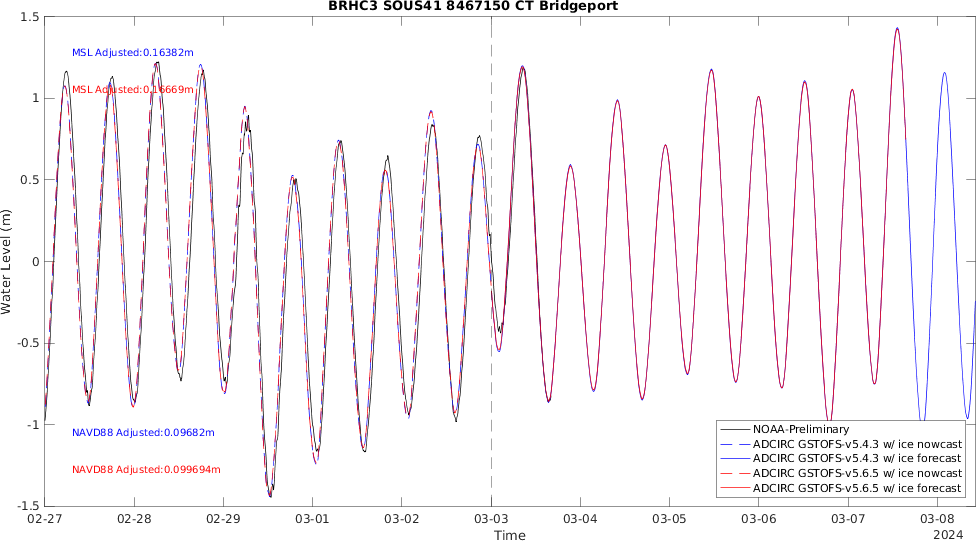 BRHC3 SOUS41 8467150 CT Bridgeport
1.5
1
0.5
0
-0.5
-1
-1.5
Water Level (m)
MSL Adjusted:0.16382m
MSL Adjusted:0.16669m
NAVD88 Adjusted:0.09682m
NAVD88 Adjusted:0.099694m
NOAA-Preliminary
ADCIRC GSTOFS-v5.4.3 w/ ice nowcast
ADCIRC GSTOFS-v5.4.3 w/ ice forecast
ADCIRC GSTOFS-v5.6.5 w/ ice nowcast
ADCIRC GSTOFS-v5.6.5 w/ ice forecast
02-27 02-28 02-29 03-01 03-02 03-03 03-04 03-05 03-06 03-07 03-08
Time
2024